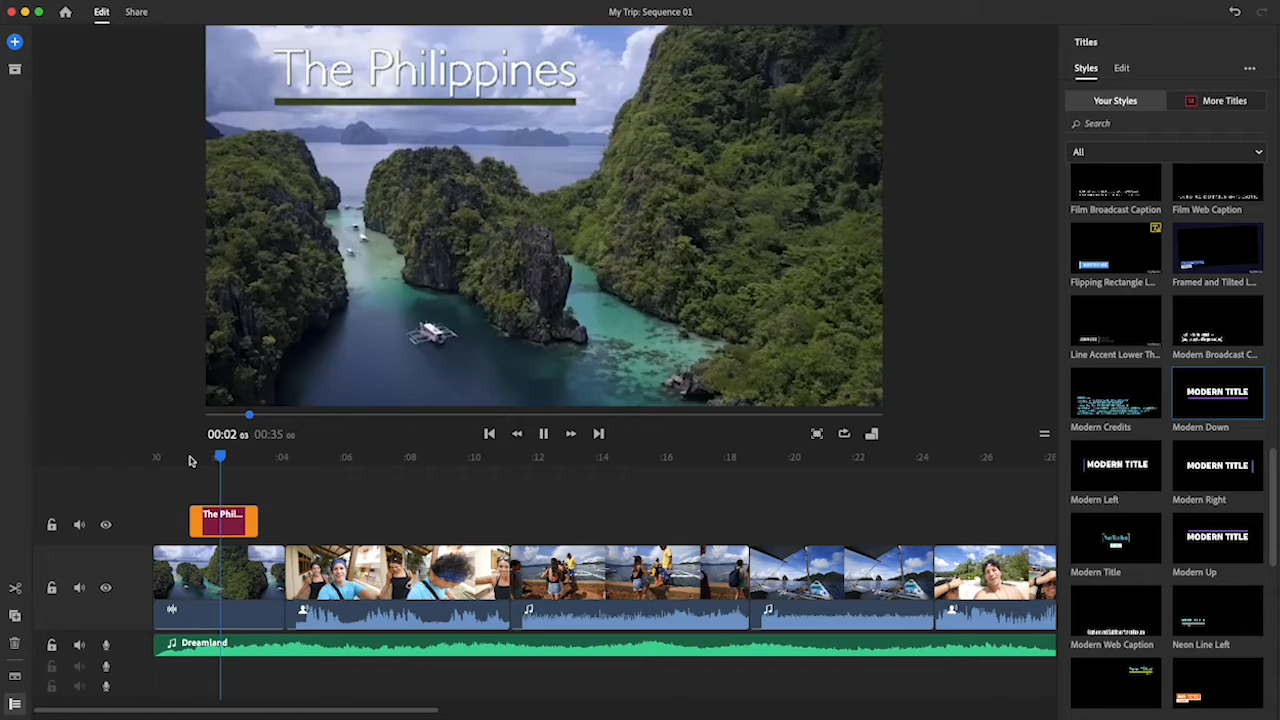 Edit
Share
My Trip: Sequence 01
Titles
Styles
Edit
Your Styles
More Titles
Search
All
Film Broadcast Caption
Film Web Caption
Flipping Rectangle L...
Framed and Tilted L...
Line Accent Lower Th...
Modern Broadcast C...
MODERN TITLE
Modern Credits
Modern Down
MODERN TITLE
MODERN TITLE
Modern Left
Modern Right
MODERN TITLE
Modern Title
Modern Up
Modern Web Caption
Neon Line Left
The Philippines
00:02 03
00:35 00
:00
:04
:06
:08
:10
:12
:14
:16
:18
:20
:22
:24
:26
:28
The Phil...
Dreamland